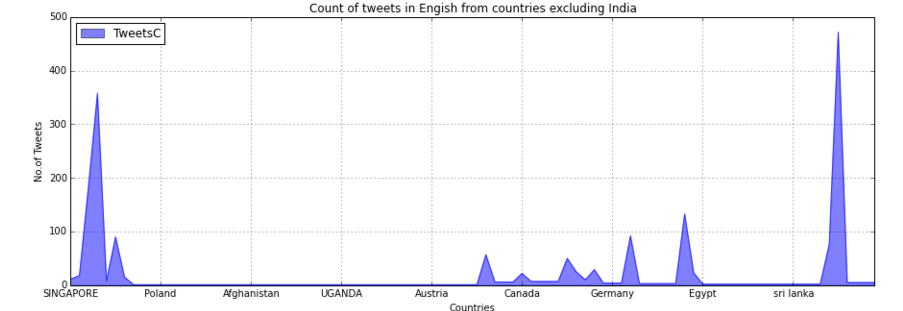 Count of tweets in Engish from countries excluding India
TweetsC
500
400
300
200
100
0
No.of Tweets
SINGAPORE Poland Afghanistan UGANDA Austria Canada Germany Egypt sri lanka
Countries